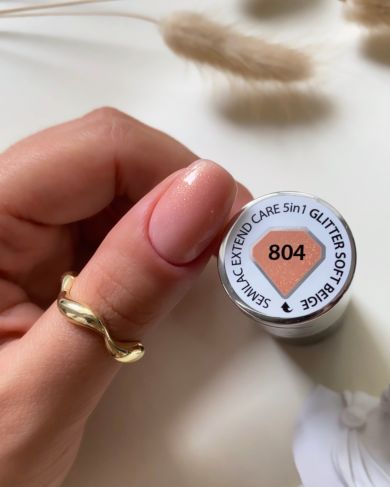 SEMILAC EXTEND CARE 5in1 GLITTER SOFT BEIGE
804